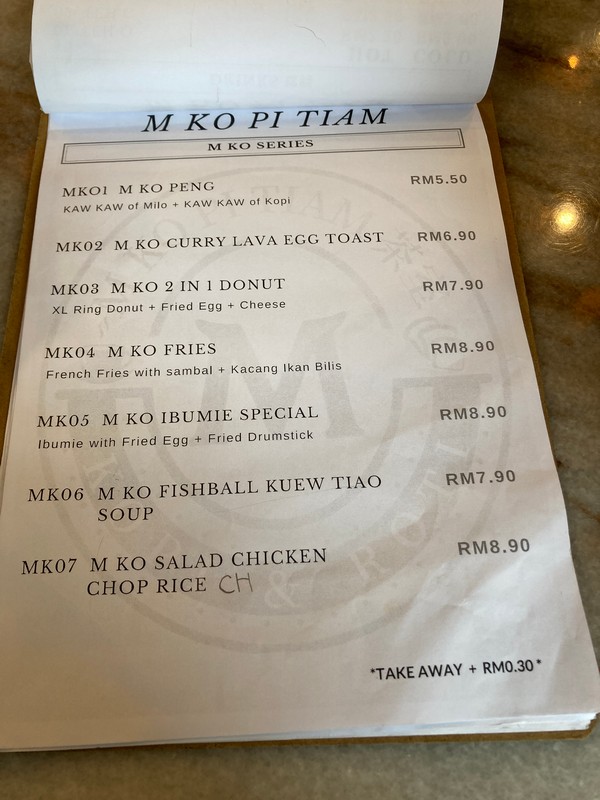 M KO PI TIAM
M KO SERIES
MK01 M KO PENG RM5.50
KAW KAW of Milo + KAW KAW of Kopi
MK02 M KO CURRY LAVA EGG TOAST RM6.90
MK03 M KO 2 IN 1 DONUT RM7.90
XL Ring Donut + Fried Egg + Cheese
MK04 M KO FRIES RM8.90
French Fries with sambal + Kacang Ikan Bilis
MK05 M KO IBUMIE SPECIAL RM8.90
Ibumie with Fried Egg + Fried Drumstick
MK06 M KO FISHBALL KUEW TIAO RM7.90
SOUP
MK07 M KO SALAD CHICKEN RM8.90
CHOP RICE CH
*TAKE AWAY + RM0.30*